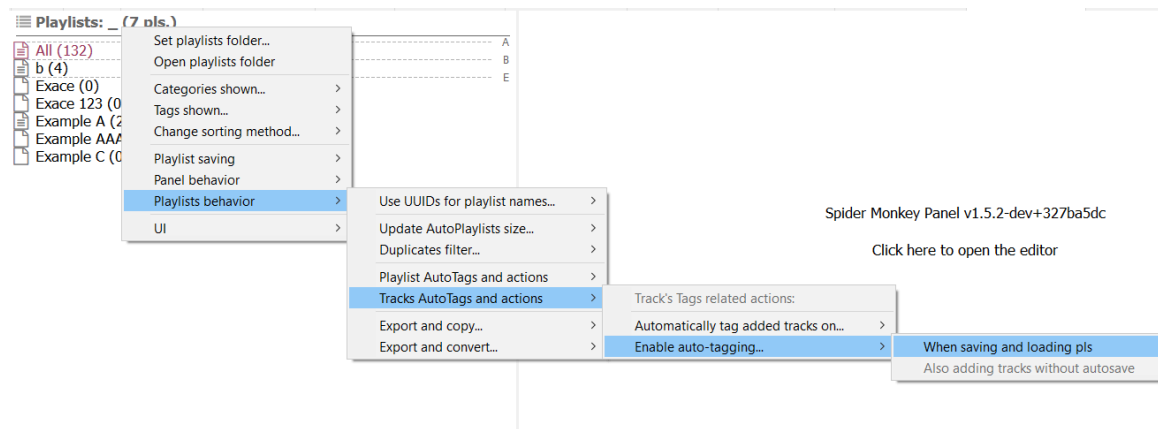 Playlists: _ (7 pls.)
A
All (132)
B
b (4)
E
Exace (0)
Exace 123 (0
Example A (2
Example AAA
Example C (0
Set playlists folder...
Open playlists folder
Categories shown...
Tags shown...
Change sorting method...
Playlist saving
Panel behavior
Playlists behavior
UI
Use UUIDs for playlist names...
Update AutoPlaylists size...
Duplicates filter...
Playlist AutoTags and actions
Tracks AutoTags and actions
Export and copy...
Export and convert...
Track's Tags related actions:
Automatically tag added tracks on...
Enable auto-tagging...
When saving and loading pls
Also adding tracks without autosave
Spider Monkey Panel v1.5.2-dev+327ba5dc
Click here to open the editor